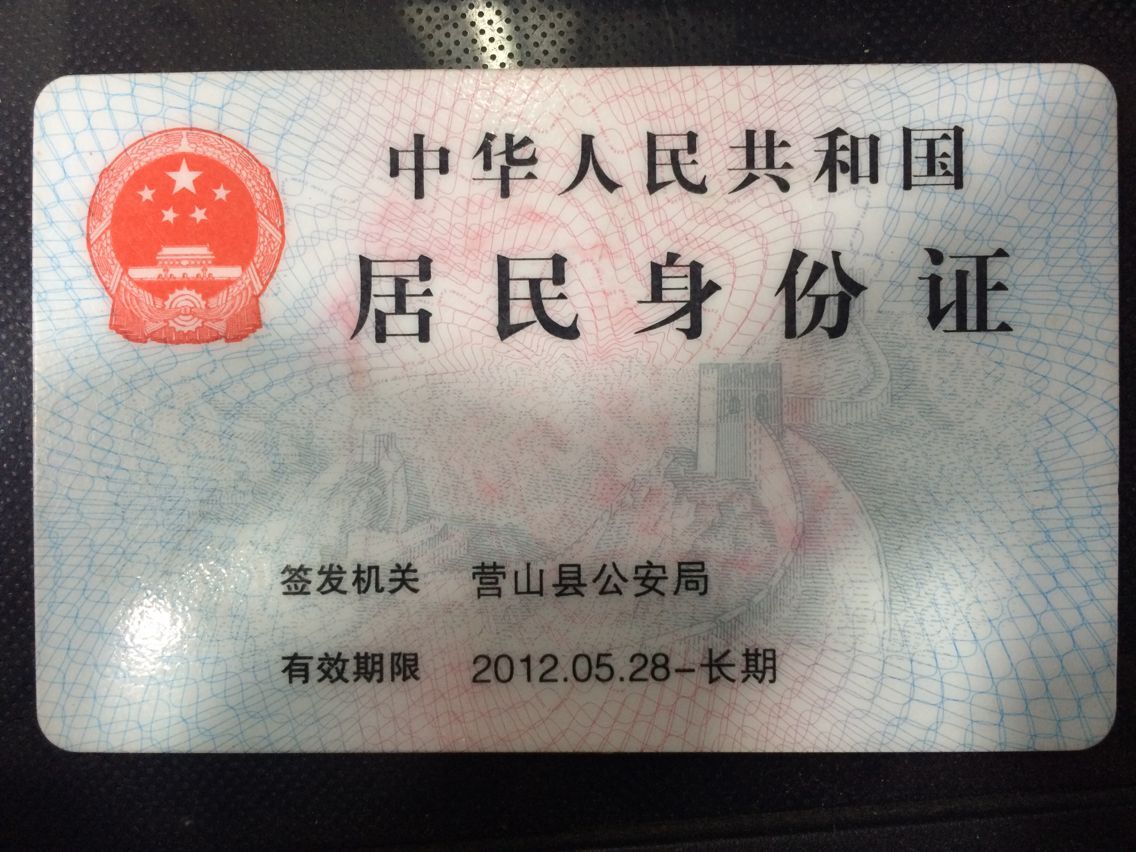 中华人民共和国
居民身份证
签发机关 营山县公安局
有效期限 2012.05.28-长期